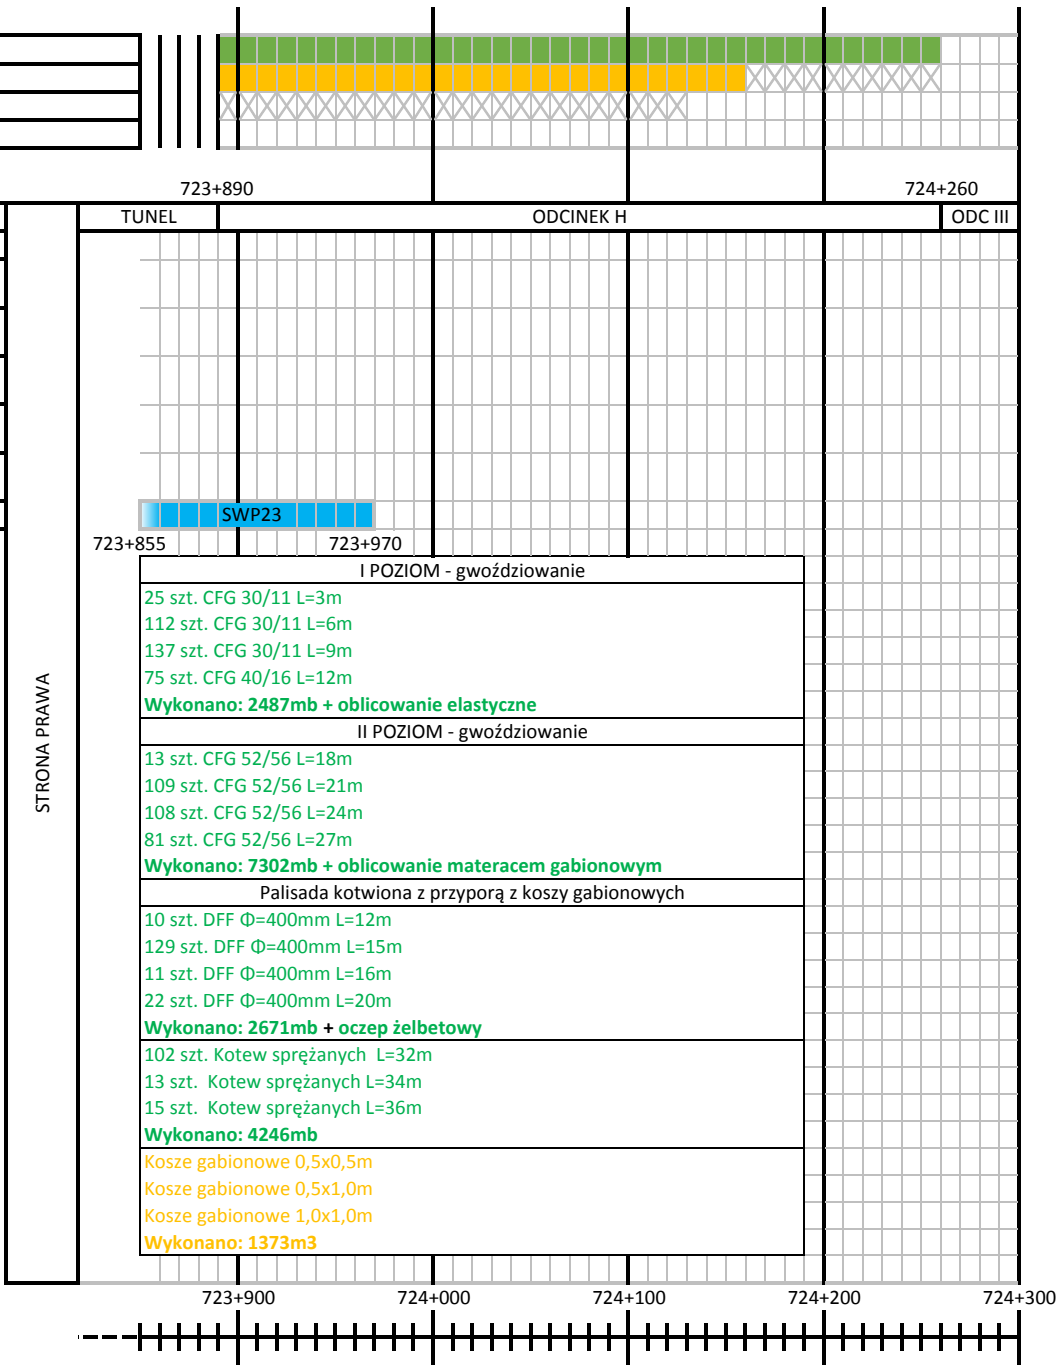 723+890
724+260
TUNEL
ODCINEK H
ODC III
SWP23
723+855
723+970
STRONA PRAWA
I POZIOM - gwoździowanie
25 szt. CFG 30/11 L=3m
112 szt. CFG 30/11 L=6m
137 szt. CFG 30/11 L=9m
75 szt. CFG 40/16 L=12m
Wykonano: 2487mb + oblicowanie elastyczne
II POZIOM - gwoździowanie
13 szt. CFG 52/56 L=18m
109 szt. CFG 52/56 L=21m
108 szt. CFG 52/56 L=24m
81 szt. CFG 52/56 L=27m
Wykonano: 7302mb + oblicowanie materacem gabionowym
Palisada kotwiona z przyporą z koszy gabionowych
10 szt. DFF Φ=400mm L=12m
129 szt. DFF Φ=400mm L=15m
11 szt. DFF Φ=400mm L=16m
22 szt. DFF Φ=400mm L=20m
Wykonano: 2671mb + oczep żelbetowy
102 szt. Kotew sprężanych L=32m
13 szt. Kotew sprężanych L=34m
15 szt. Kotew sprężanych L=36m
Wykonano: 4246mb
Kosze gabionowe 0,5x0,5m
Kosze gabionowe 0,5x1,0m
Kosze gabionowe 1,0x1,0m
Wykonano: 1373m3
723+900
724+000
724+100
724+200
724+300